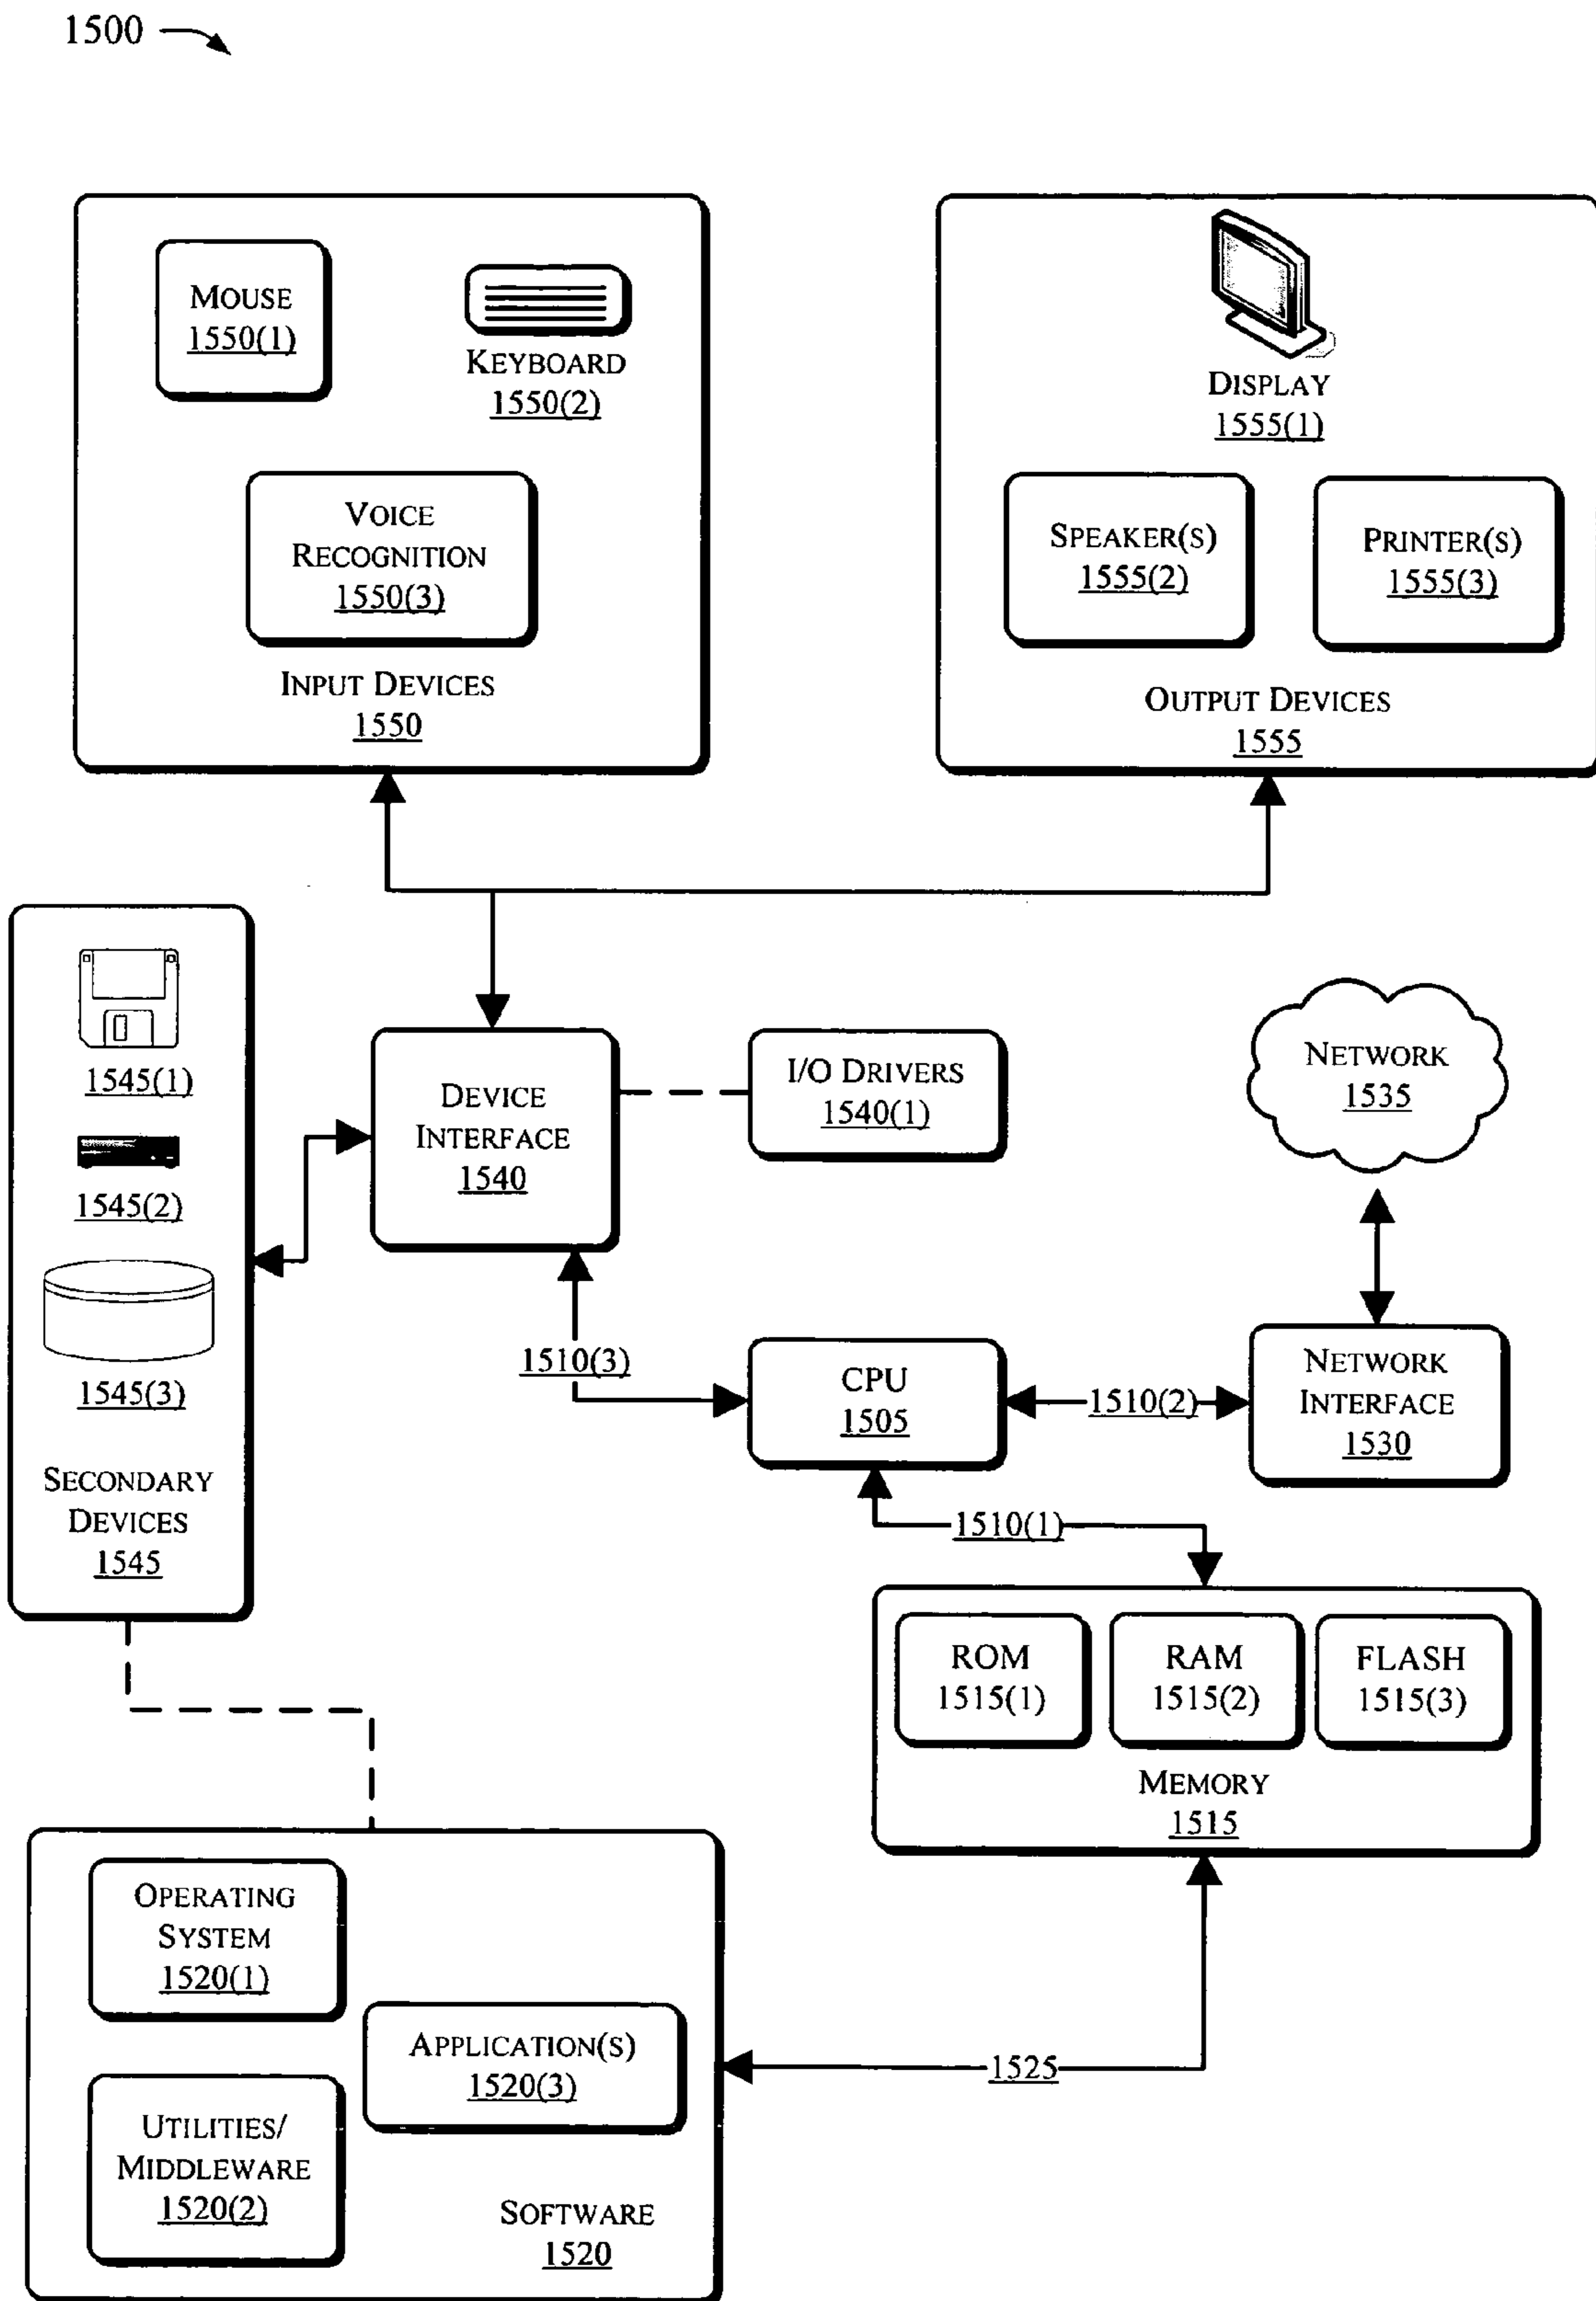 1500
MOUSE
1550(1)
KEYBOARD
1550(2)
VOICE
RECOGNITION
1550(3)
INPUT DEVICES
1550
DISPLAY
1555(1)
SPEAKER(S)
1555(2)
PRINTER(S)
1555(3)
OUTPUT DEVICES
1555
1545(1)
1545(2)
1545(3)
SECONDARY
DEVICES
1545
DEVICE
INTERFACE
1540
I/O DRIVERS
1540(1)
NETWORK
1535
1510(3)
CPU
1505
1510(2)
NETWORK
INTERFACE
1530
1510(1)
ROM
1515(1)
RAM
1515(2)
FLASH
1515(3)
MEMORY
1515
OPERATING
SYSTEM
1520(1)
APPLICATION(S)
1520(3)
UTILITIES/
MIDDLEWARE
1520(2)
SOFTWARE
1520
1525